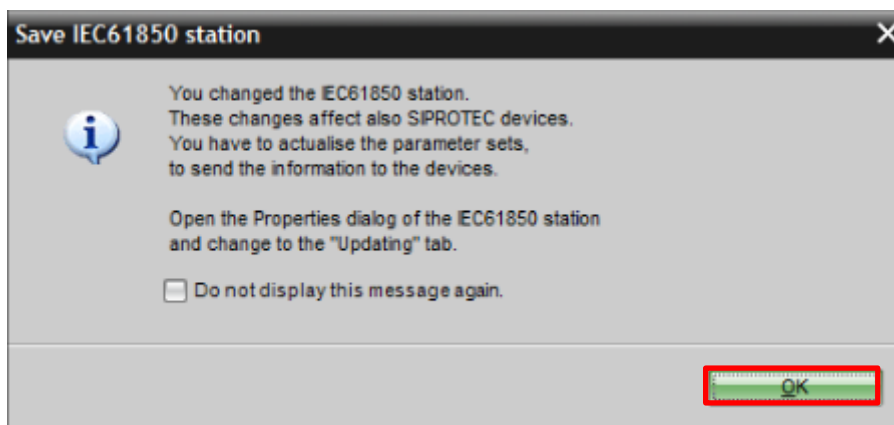 Save IEC61850 station
You changed the IEC61850 station.
These changes affect also SIPROTEC devices.
You have to actualise the parameter sets,
to send the information to the devices.
Open the Properties dialog of the IEC61850 station
and change to the "Updating" tab.
Do not display this message again.
OK